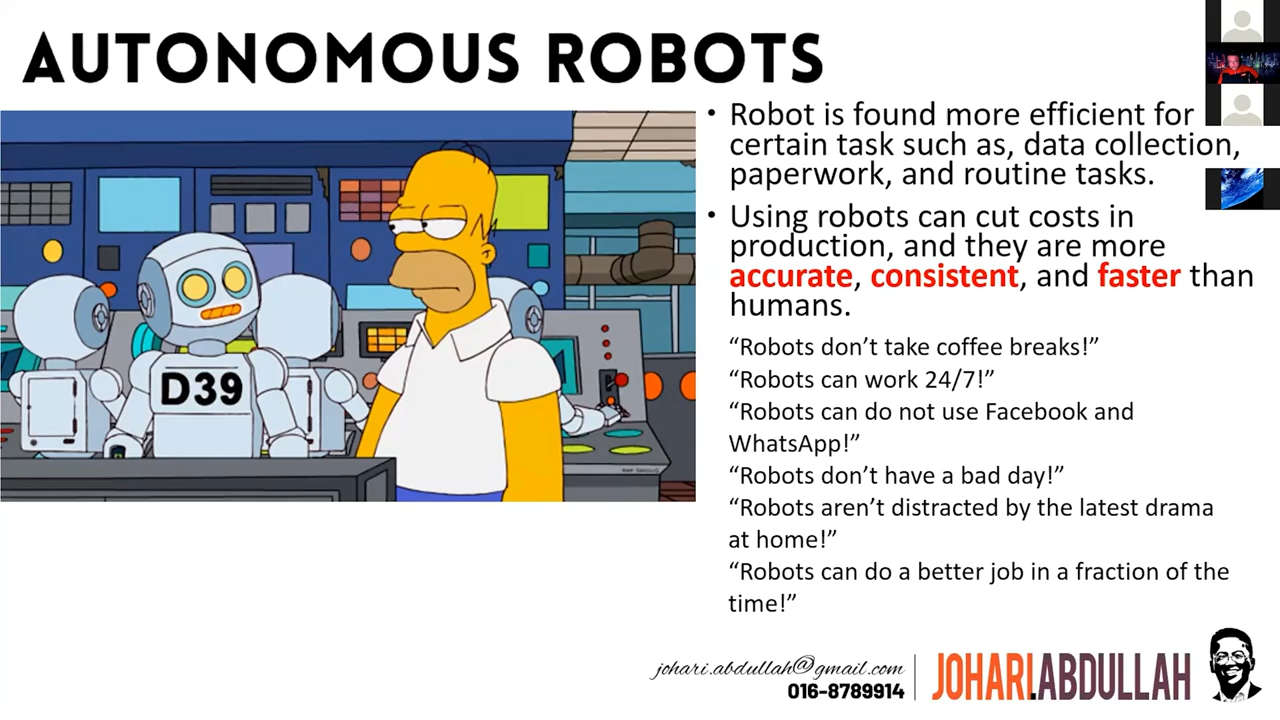 AUTONOMOUS ROBOTS
D39
• Robot is found more efficient for
certain task such as, data collection,
paperwork, and routine tasks.
• Using robots can cut costs in
production, and they are more
accurate, consistent, and faster than
humans.
“Robots don’t take coffee breaks!”
“Robots can work 24/7!”
“Robots can do not use Facebook and
WhatsApp!”
“Robots don’t have a bad day!”
“Robots aren’t distracted by the latest drama
at home!”
“Robots can do a better job in a fraction of the
time!”
johari.abdullah@gmail.com
016-8789914
JOHARI.ABDULLAH